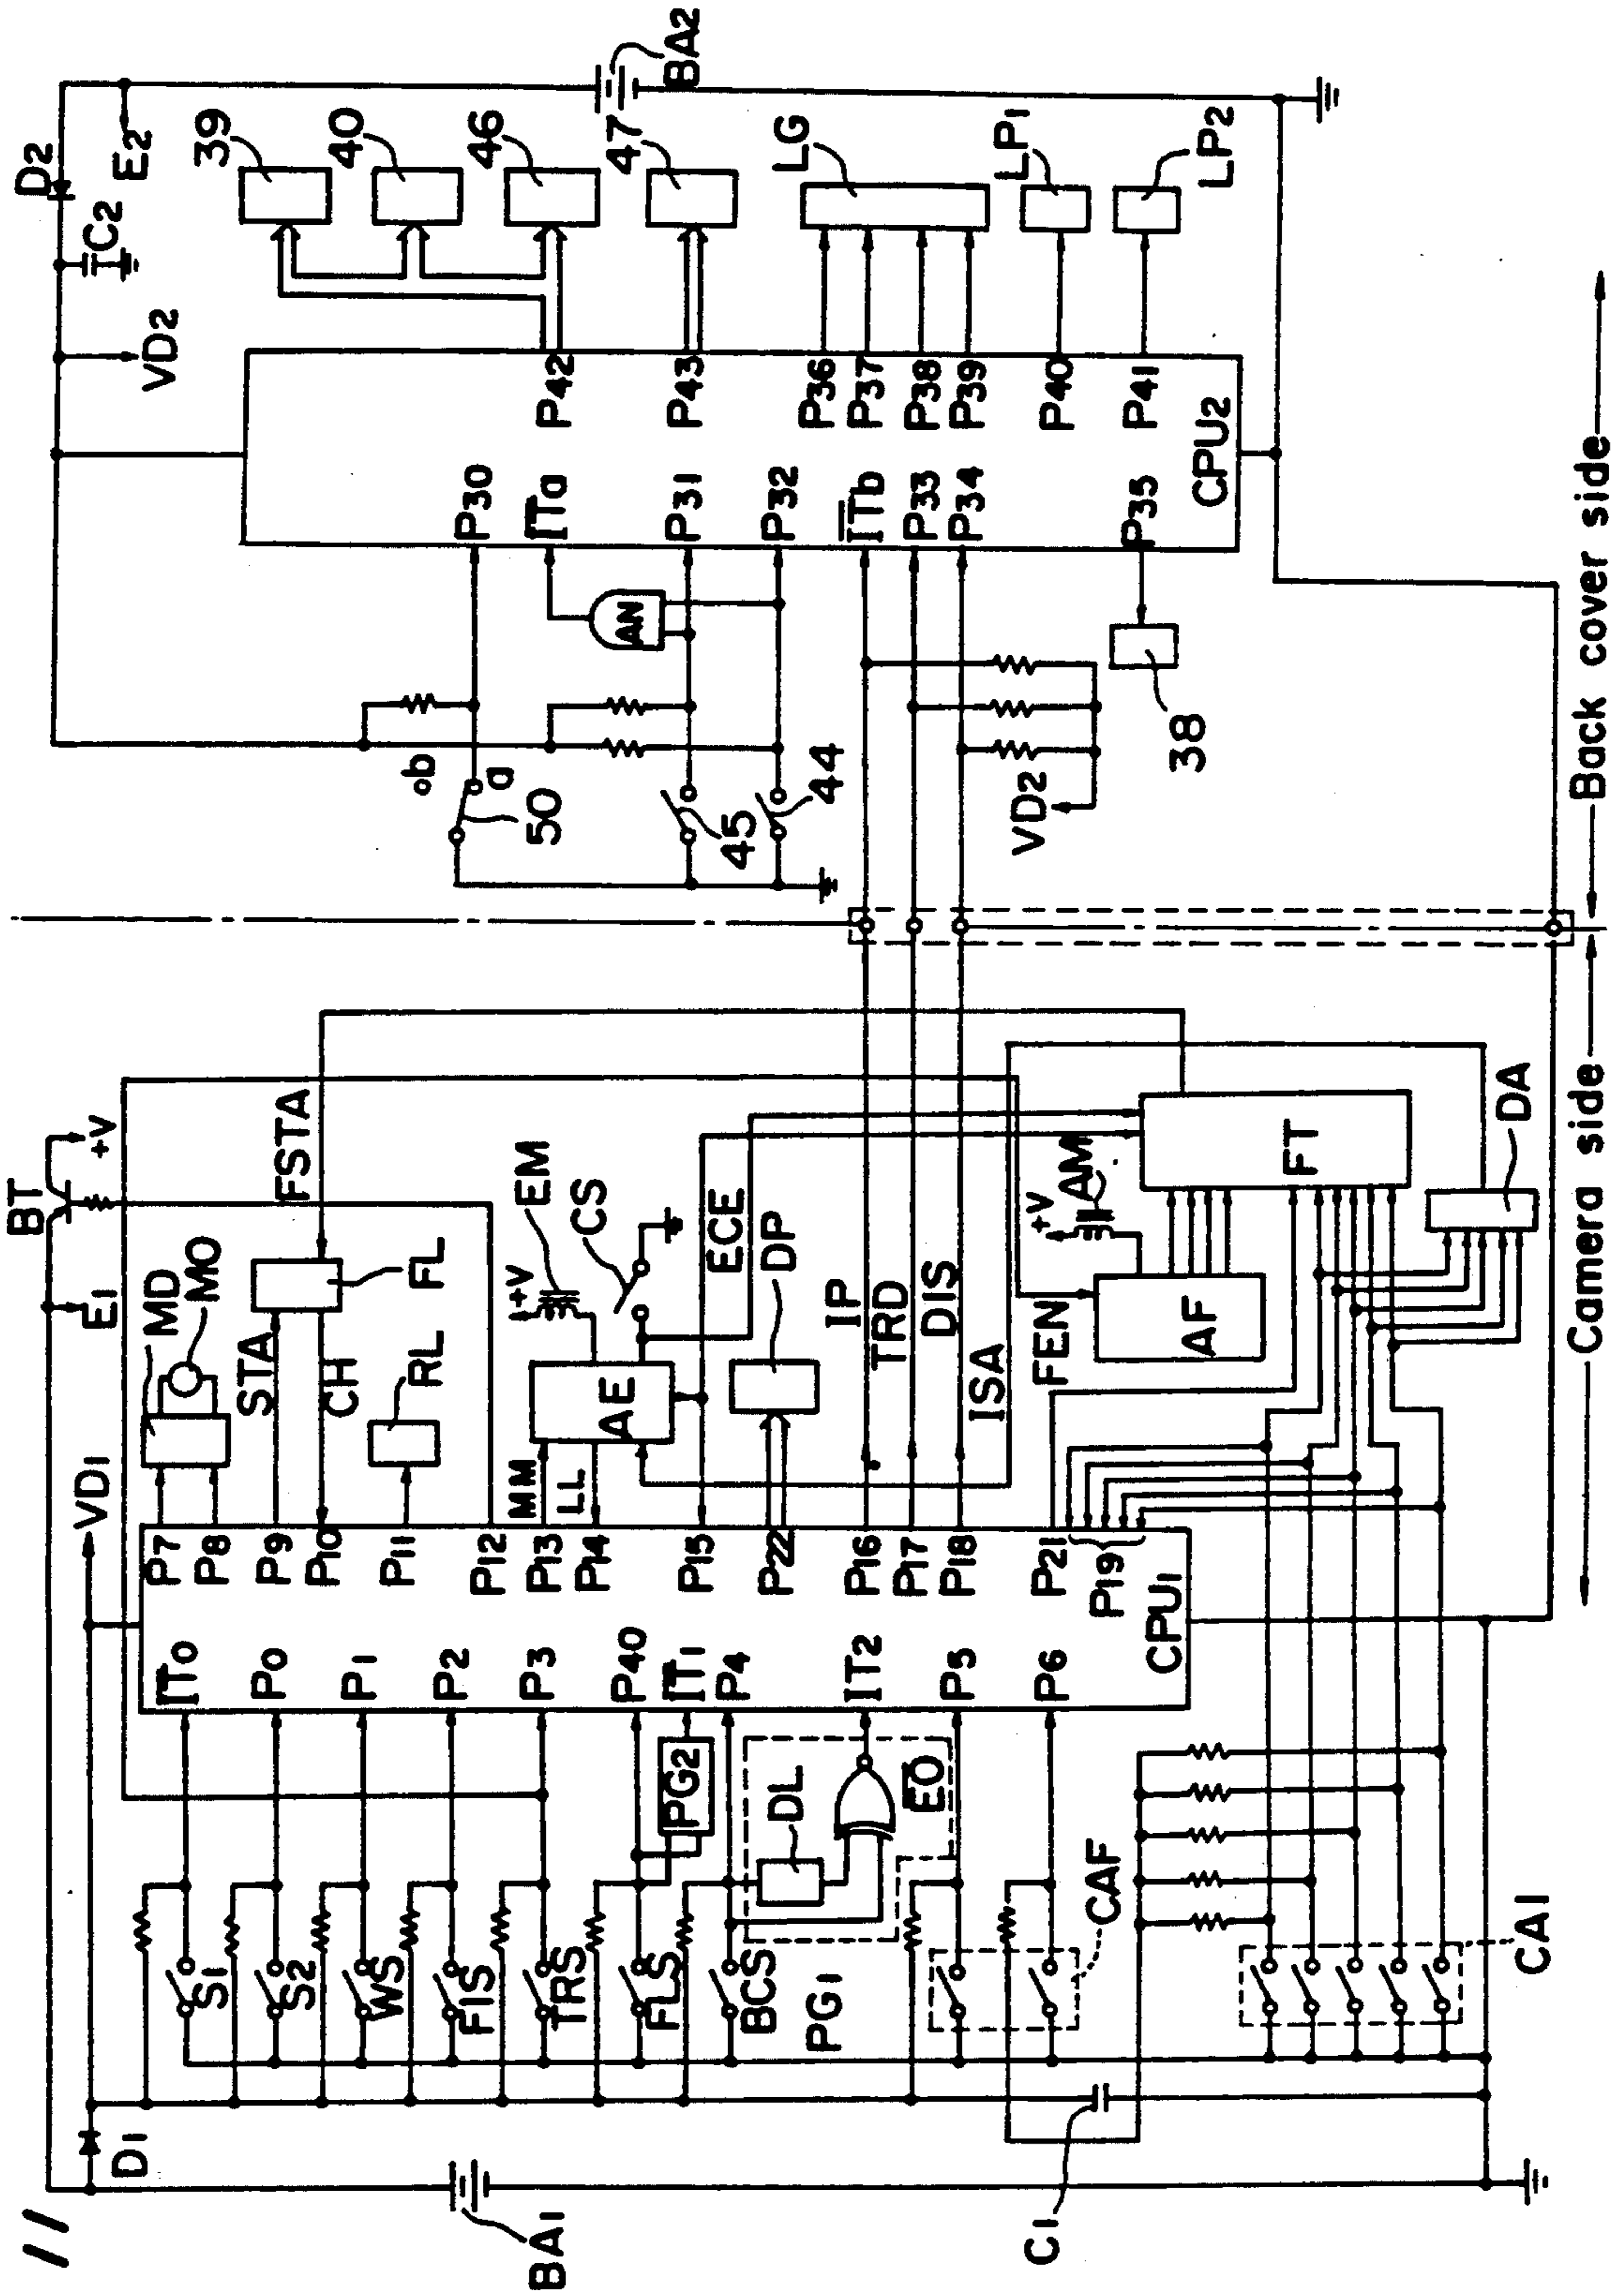 11
BT
+V
E1
VD1
MD
MO
STA
FSTA
CH
FL
RL
EM
+V
CS
MM
LL
AE
ECE
DP
IP
TRD
DIS
ISA
FEN
AF
+V
AM
FT
DA
D1
BA1
C1
S1
S2
WS
FIS
TRS
FLS
BCS
PG1
PG2
DL
EO
CAF
CA1
IT0
P0
P1
P2
P3
P40
IT1
P4
IT2
P5
P6
P7
P8
P9
P10
P11
P12
P13
P14
P15
P22
P16
P17
P18
P21
P19
CPU1
Camera side
Back cover side
D2
C2
E2
VD2
BA2
39
40
46
47
LG
LP1
LP2
P42
P43
P36
P37
P38
P39
P40
P41
CPU2
P30
ITa
P31
P32
ITb
P33
P34
P35
AN
b
a
50
45
44
VD2
38